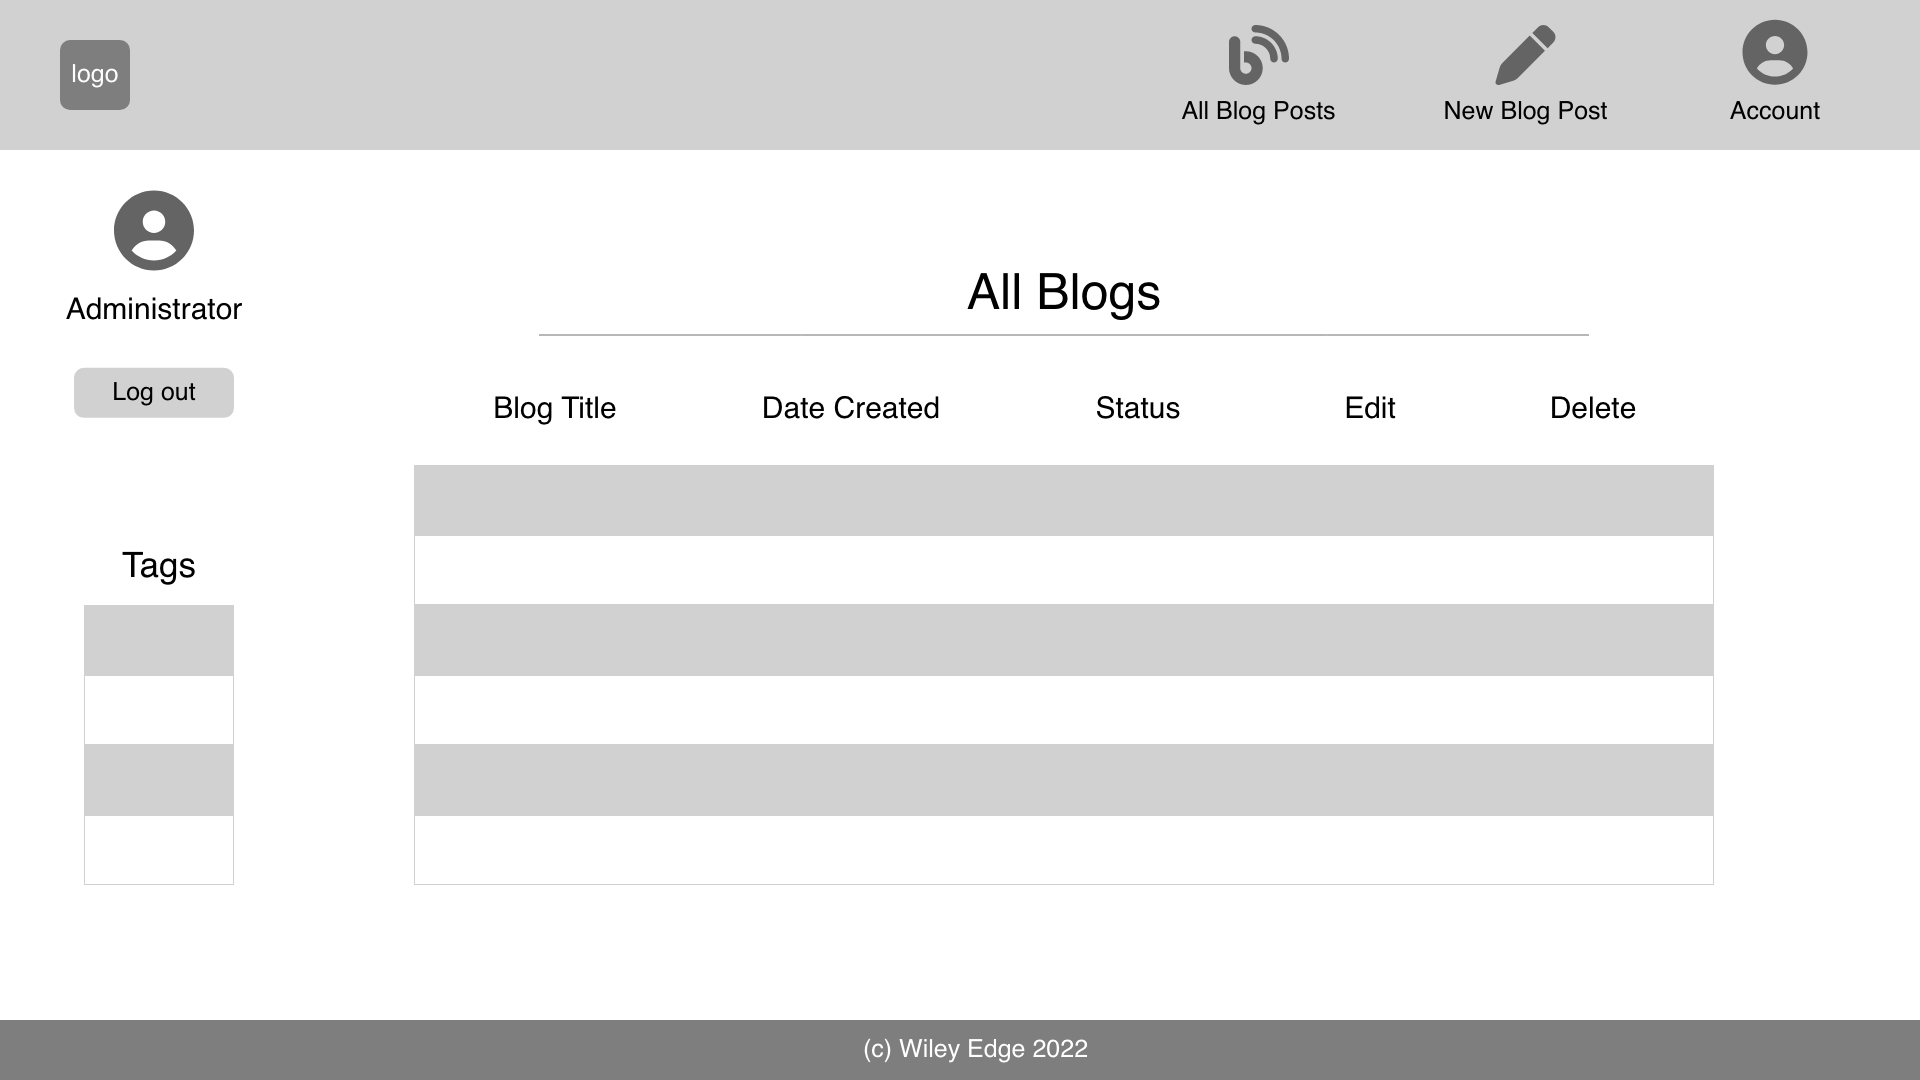 logo
All Blog Posts
New Blog Post
Account
Administrator
Log out
Tags
All Blogs
Blog Title
Date Created
Status
Edit
Delete
(c) Wiley Edge 2022